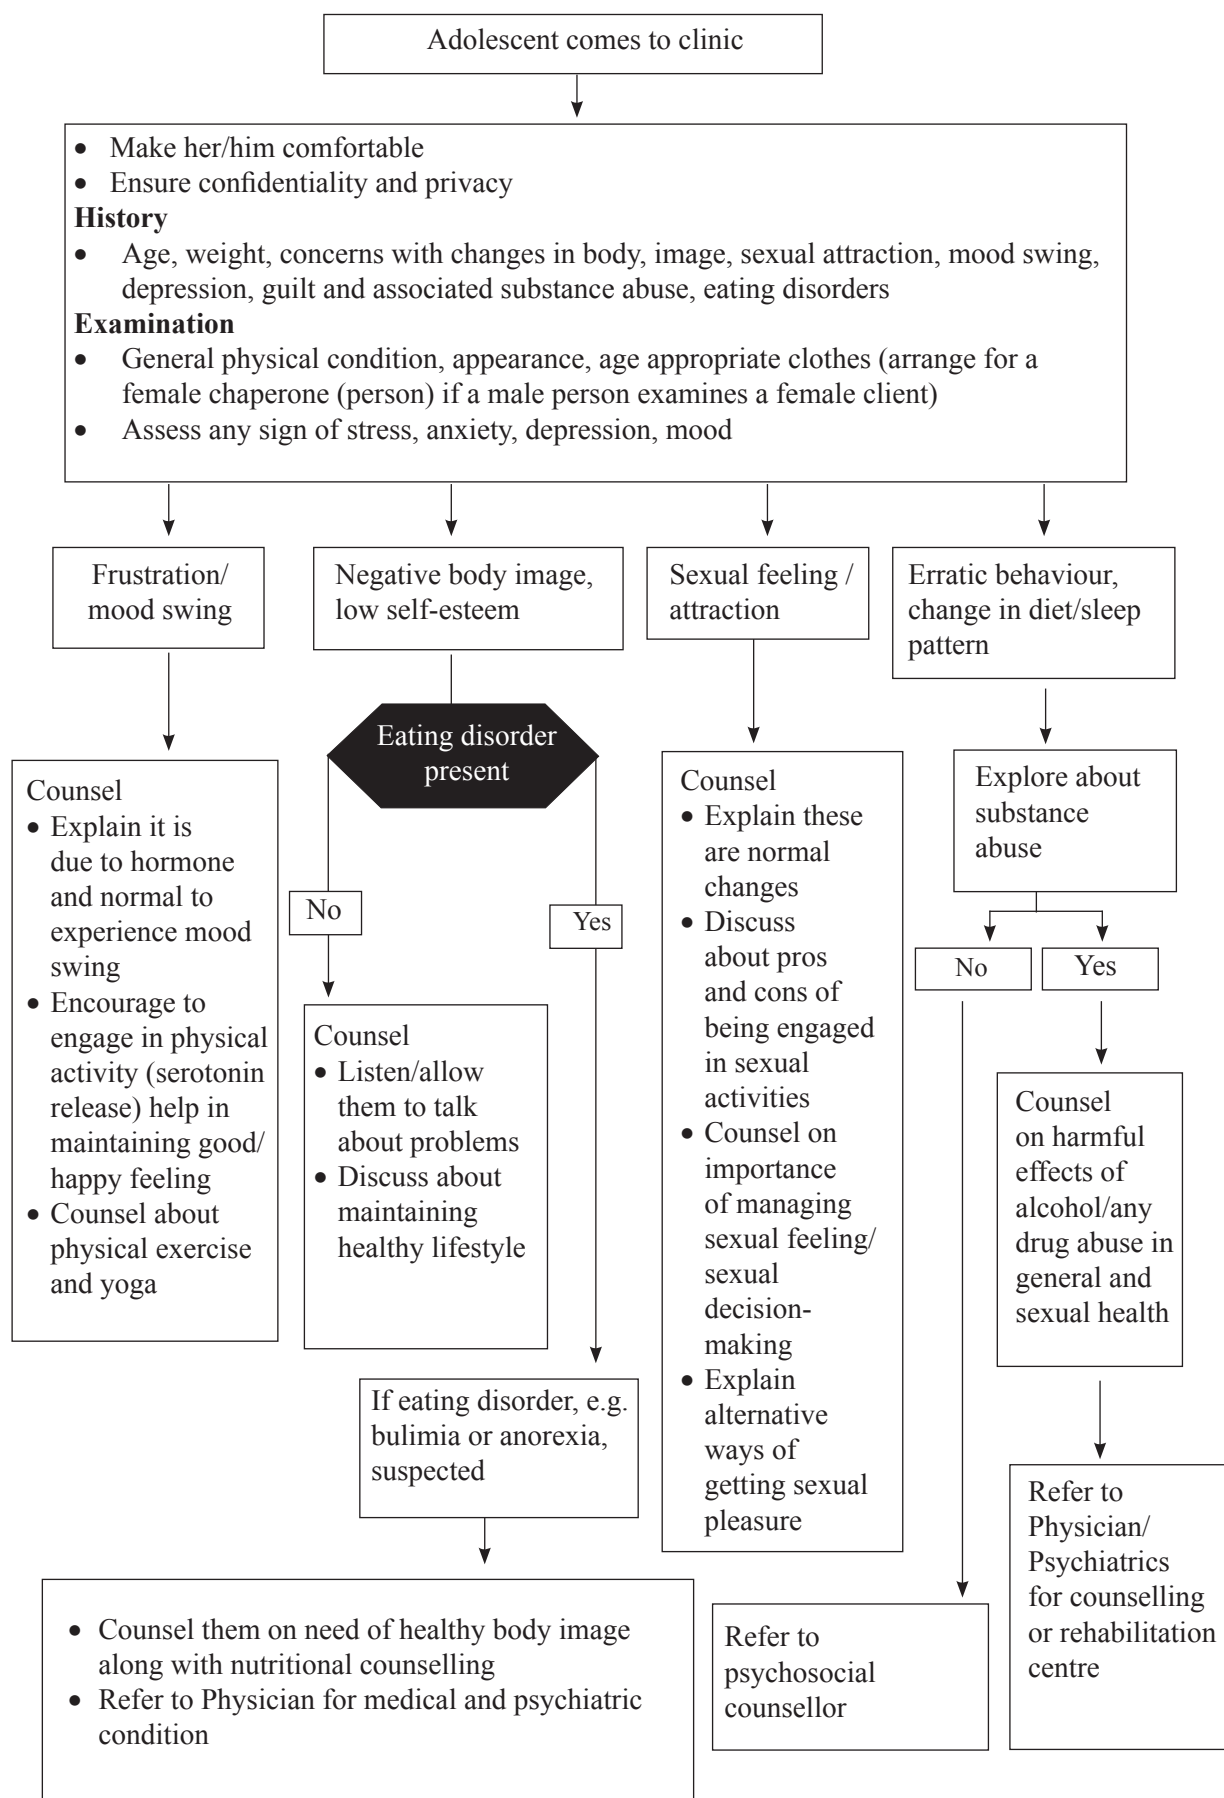 Adolescent comes to clinic
• Make her/him comfortable
• Ensure confidentiality and privacy
History
• Age, weight, concerns with changes in body, image, sexual attraction, mood swing,
depression, guilt and associated substance abuse, eating disorders
Examination
• General physical condition, appearance, age appropriate clothes (arrange for a
female chaperone (person) if a male person examines a female client)
• Assess any sign of stress, anxiety, depression, mood
Frustration/
mood swing
Negative body image,
low self-esteem
Sexual feeling /
attraction
Erratic behaviour,
change in diet/sleep
pattern
Counsel
• Explain it is
due to hormone
and normal to
experience mood
swing
• Encourage to
engage in physical
activity (serotonin
release) help in
maintaining good/
happy feeling
• Counsel about
physical exercise
and yoga
Eating disorder
present
No
Yes
Counsel
• Listen/allow
them to talk
about problems
• Discuss about
maintaining
healthy lifestyle
If eating disorder, e.g.
bulimia or anorexia,
suspected
• Counsel them on need of healthy body image
along with nutritional counselling
• Refer to Physician for medical and psychiatric
condition
Counsel
• Explain these
are normal
changes
• Discuss
about pros
and cons of
being engaged
in sexual
activities
• Counsel on
importance
of managing
sexual feeling/
sexual
decision-
making
• Explain
alternative
ways of
getting sexual
pleasure
Explore about
substance
abuse
No
Yes
Refer to
psychosocial
counsellor
Counsel
on harmful
effects of
alcohol/any
drug abuse in
general and
sexual health
Refer to
Physician/
Psychiatrics
for counselling
or rehabilitation
centre